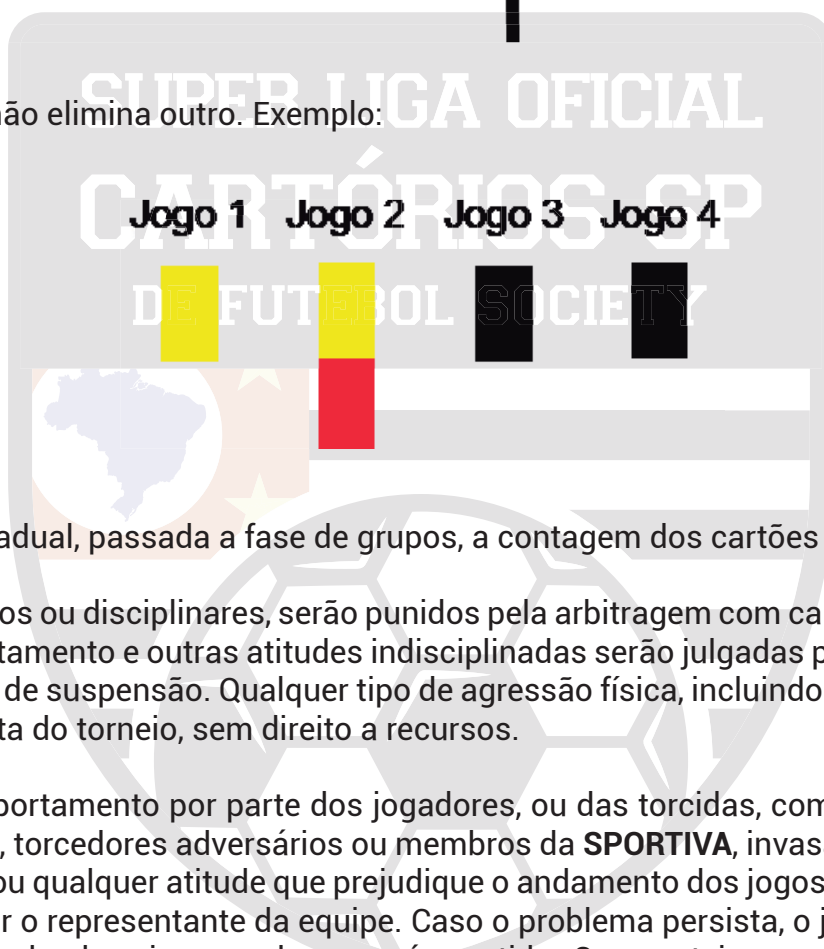 SUPER LIGA OFICIAL
não elimina outro. Exemplo:
CARTÓRIOS SP
Jogo 1 Jogo 2 Jogo 3 Jogo 4
DE FUTEBOL SOCIETY
adual, passada a fase de grupos, a contagem dos cartões
os ou disciplinares, serão punidos pela arbitragem com ca
tamento e outras atitudes indisciplinadas serão julgadas p
de suspensão. Qualquer tipo de agressão física, incluindo
ta do torneio, sem direito a recursos.
portamento por parte dos jogadores, ou das torcidas, com
, torcedores adversários ou membros da SPORTIVA, invas
ou qualquer atitude que prejudique o andamento dos jogos
r o representante da equipe. Caso o problema persista, o j